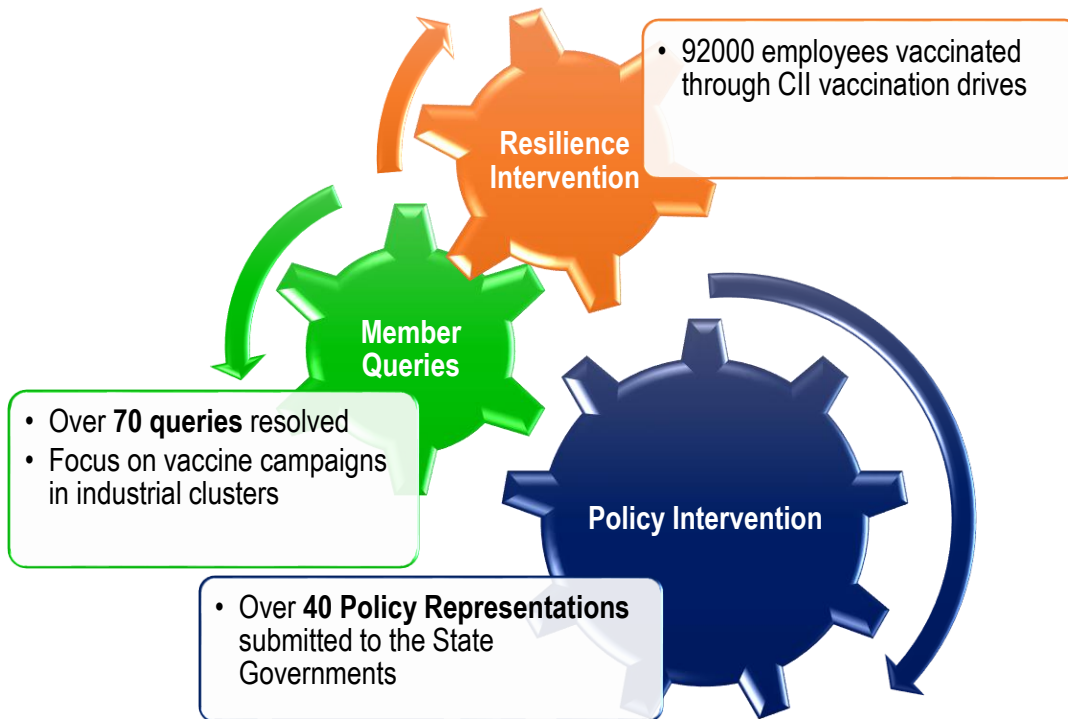 • 92000 employees vaccinated
through CII vaccination drives
Resilience
Intervention
Member
Queries
• Over 70 queries resolved
• Focus on vaccine campaigns
in industrial clusters
Policy Intervention
• Over 40 Policy Representations
submitted to the State
Governments